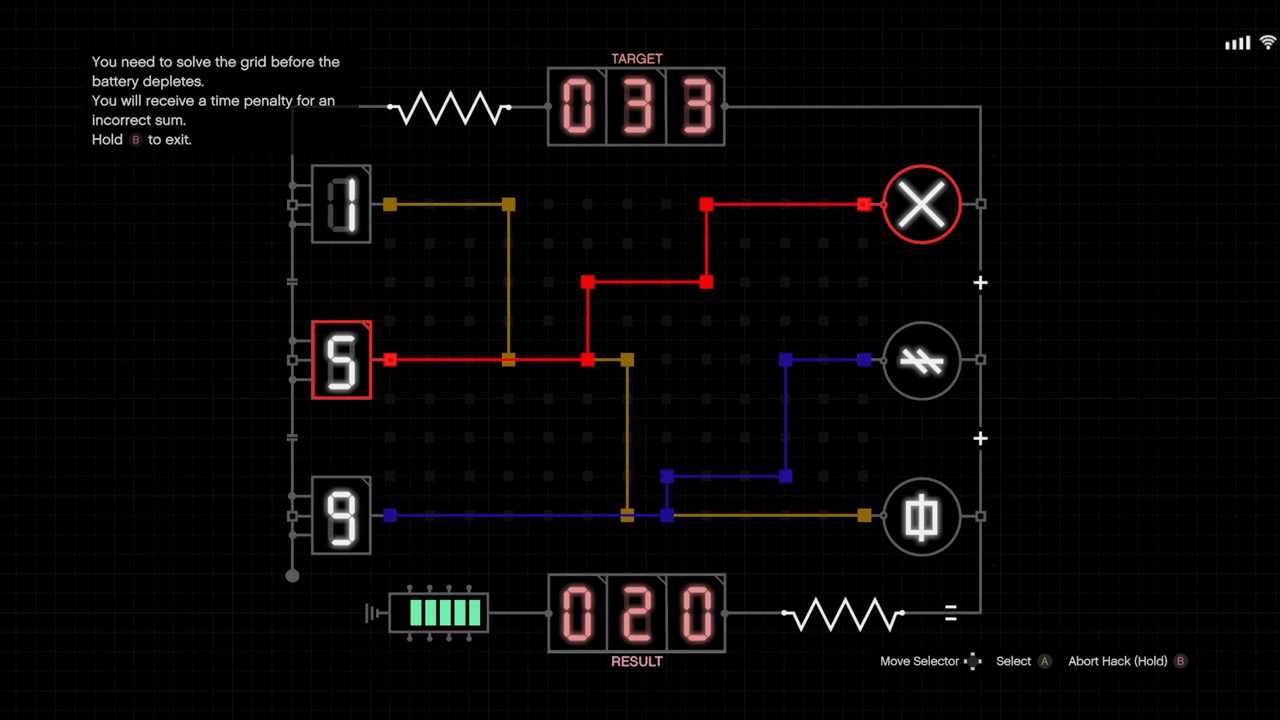 You need to solve the grid before the
battery depletes.
You will receive a time penalty for an
incorrect sum.
Hold B to exit.
TARGET
033
1
5
9
+
+
=
020
RESULT
Move Selector Select A Abort Hack (Hold) B